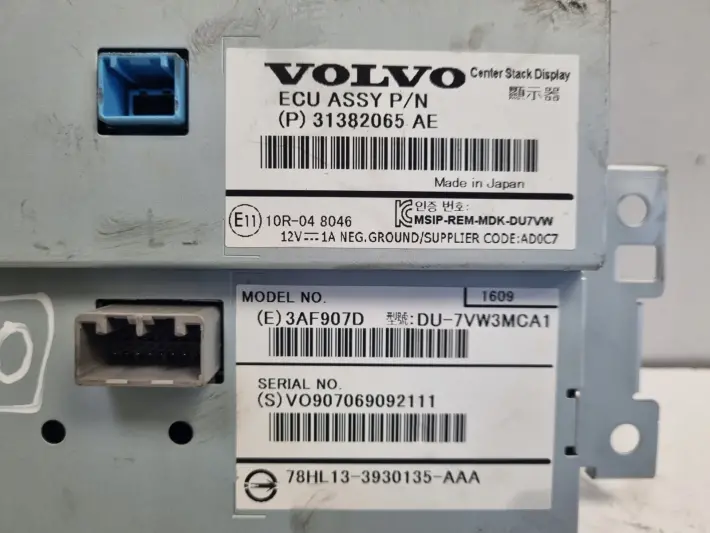 VOLVO Center Stack Display
ECU ASSY P/N 顯示器
(P) 31382065 AE
Made in Japan
E11 10R-04 8046
인증 번호:
MSIP-REM-MDK-DU7VW
12V⎓1A NEG.GROUND/SUPPLIER CODE:AD0C7
MODEL NO. 1609
(E)3AF907D 型號:DU-7VW3MCA1
SERIAL NO.
(S)VO907069092111
78HL13-3930135-AAA